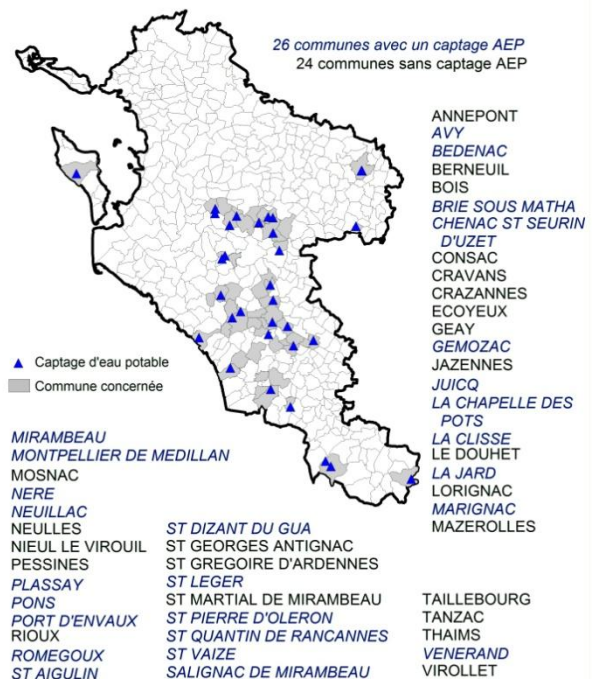 26 communes avec un captage AEP
24 communes sans captage AEP
ANNEPONT
AVY
BEDENAC
BERNEUIL
BOIS
BRIE SOUS MATHA
CHENAC ST SEURIN
D'UZET
CONSAC
CRAVANS
CRAZANNES
ECOYEUX
GEAY
GEMOZAC
JAZENNES
JUICQ
LA CHAPELLE DES
POTS
LA CLISSE
LE DOUHET
LA JARD
LORIGNAC
MARIGNAC
MAZEROLLES
Captage d'eau potable
Commune concernée
MIRAMBEAU
MONTPELLIER DE MEDILLAN
MOSNAC
NERE
NEUILLAC
NEULLES
NIEUL LE VIROUIL
PESSINES
PLASSAY
PONS
PORT D'ENVAUX
RIOUX
ROMEGOUX
ST AIGULIN
ST DIZANT DU GUA
ST GEORGES ANTIGNAC
ST GREGOIRE D'ARDENNES
ST LEGER
ST MARTIAL DE MIRAMBEAU
ST PIERRE D'OLERON
ST QUANTIN DE RANCANNES
ST VAIZE
SALIGNAC DE MIRAMBEAU
TAILLEBOURG
TANZAC
THAIMS
VENERAND
VIROLLET